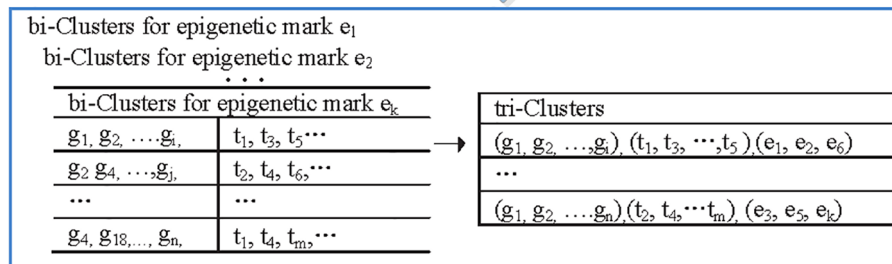 bi-Clusters for epigenetic mark e₁
bi-Clusters for epigenetic mark e₂
...
bi-Clusters for epigenetic mark eₖ
g₁, g₂, ....gᵢ, t₁, t₃, t₅...
g₂ g₄, ...,gⱼ, t₂, t₄, t₆,...
... ...
g₄, g₁₈,..., gₙ, t₁, t₄, tₘ,...
tri-Clusters
(g₁, g₂, ...,gᵢ), (t₁, t₃, ...,t₅ ),(e₁, e₂, e₆)
...
(g₁, g₂, ....gₙ),(t₂, t₄,...tₘ), (e₃, e₅, eₖ)